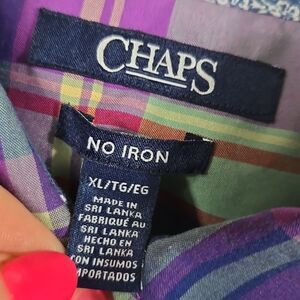 CHAPS
NO IRON
XL/TG/EG
MADE IN
SRI LANKA
FABRIQUÉ AU
SRI LANKA
HECHO EN
SRI LANKA
CON INSUMOS
IMPORTADOS